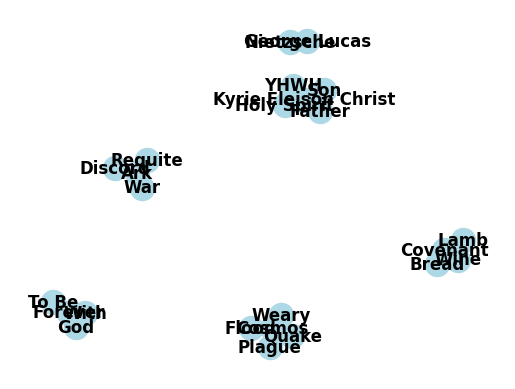 George Lucas
Nietzsche
YHWH
Son
Kyrie Eleison Christ
Holy Spirit
Father
Requite
Discord
Ark
War
Lamb
Covenant
Wine
Bread
To Be
Forever
With
God
Weary
Flood
Cosmos
Quake
Plague